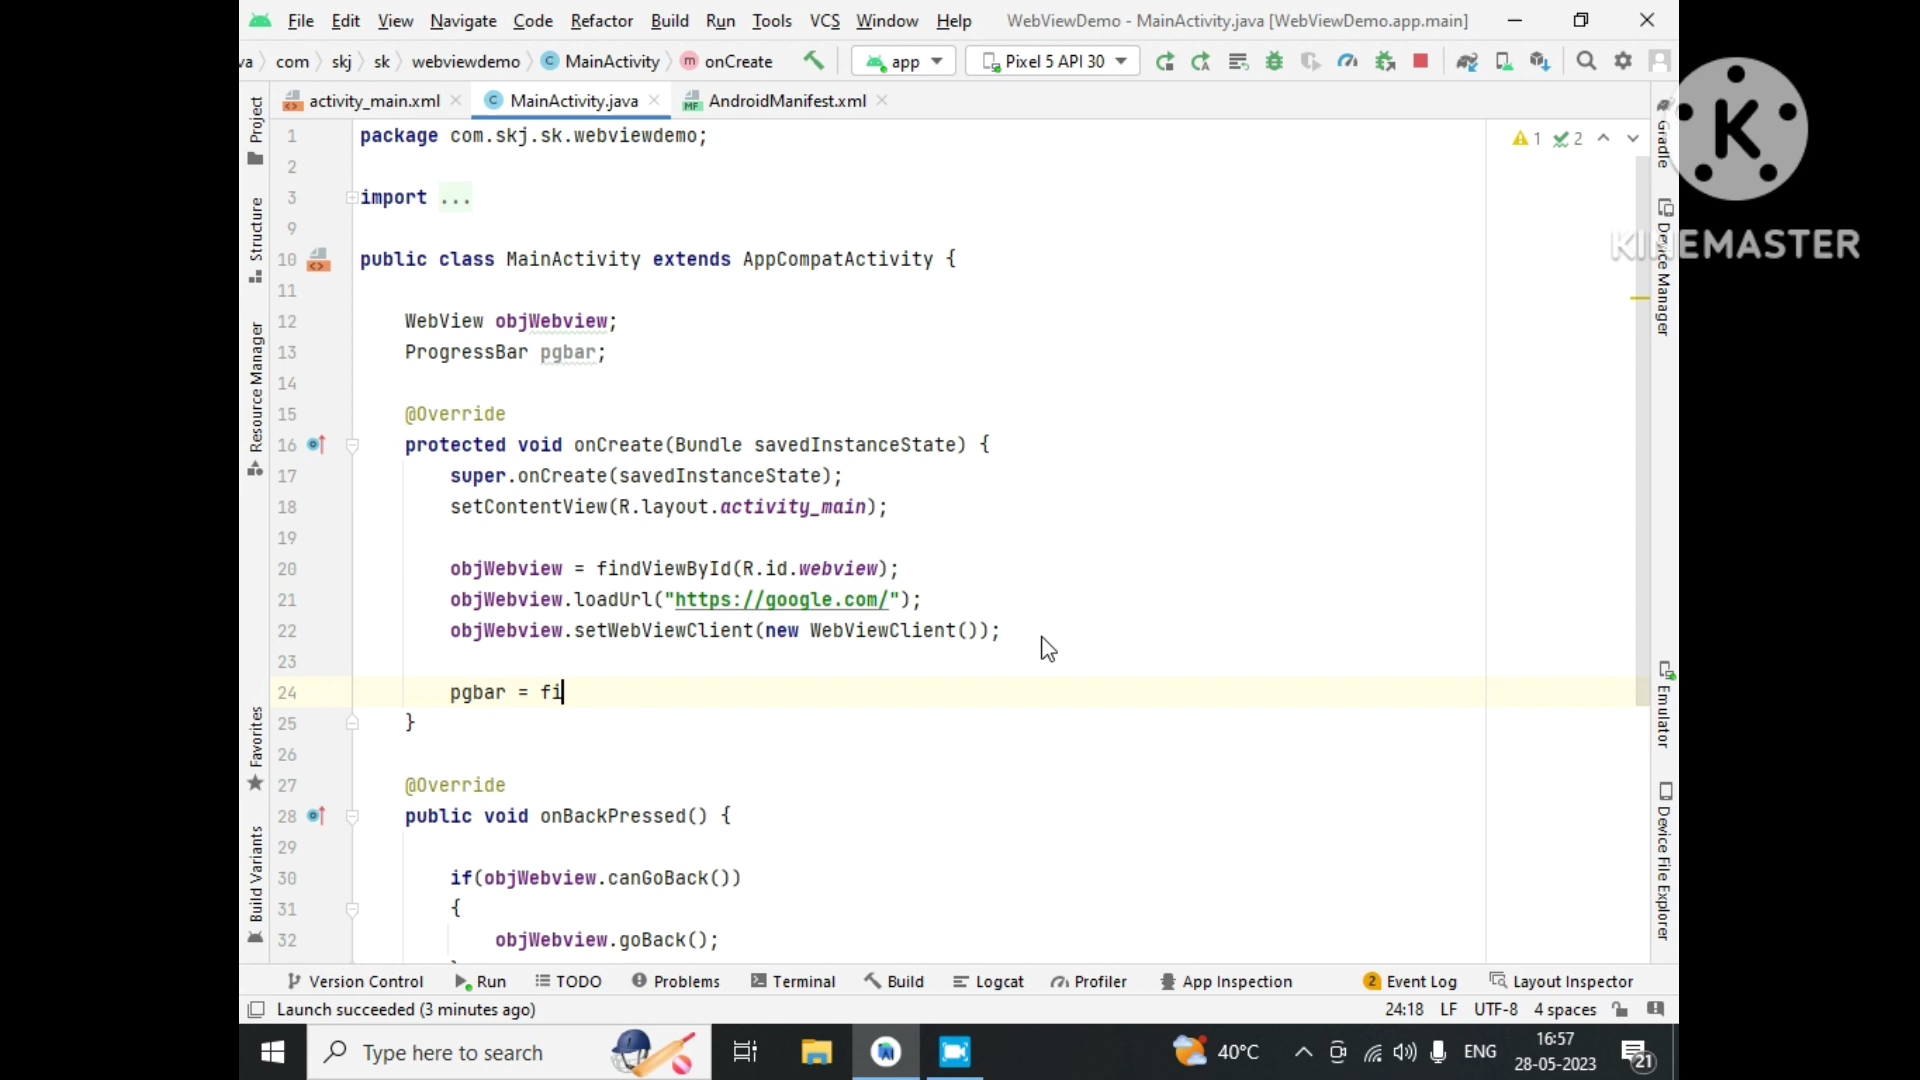 File Edit View Navigate Code Refactor Build Run Tools VCS Window Help WebViewDemo - MainActivity.java [WebViewDemo.app.main]
va com skj sk webviewdemo MainActivity onCreate app Pixel 5 API 30
activity_main.xml MainActivity.java AndroidManifest.xml
1 package com.skj.sk.webviewdemo;
2
3 import ...
9
10 public class MainActivity extends AppCompatActivity {
11
12 WebView objWebview;
13 ProgressBar pgbar;
14
15 @Override
16 protected void onCreate(Bundle savedInstanceState) {
17 super.onCreate(savedInstanceState);
18 setContentView(R.layout.activity_main);
19
20 objWebview = findViewById(R.id.webview);
21 objWebview.loadUrl("https://google.com/");
22 objWebview.setWebViewClient(new WebViewClient());
23
24 pgbar = fi
25 }
26
27 @Override
28 public void onBackPressed() {
29
30 if(objWebview.canGoBack())
31 {
32 objWebview.goBack();
1 2
Project
Structure
Resource Manager
Favorites
Build Variants
Gradle
Device Manager
Emulator
Device File Explorer
K
KINEMASTER
Version Control Run TODO Problems Terminal Build Logcat Profiler App Inspection 2 Event Log Layout Inspector
Launch succeeded (3 minutes ago) 24:18 LF UTF-8 4 spaces
Type here to search 40°C ENG 16:57
28-05-2023 21